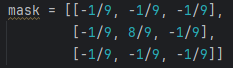 mask = [[-1/9, -1/9, -1/9],
[-1/9, 8/9, -1/9],
[-1/9, -1/9, -1/9]]